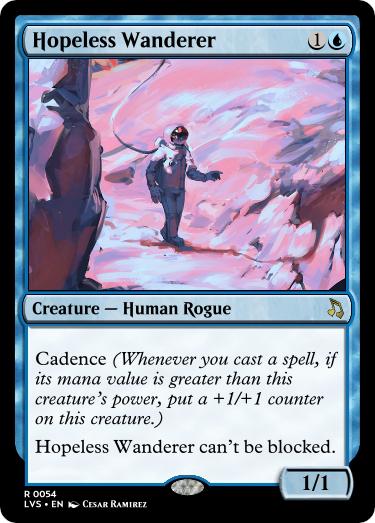 Hopeless Wanderer 1
Creature — Human Rogue
Cadence (Whenever you cast a spell, if
its mana value is greater than this
creature's power, put a +1/+1 counter
on this creature.)
Hopeless Wanderer can't be blocked.
1/1
R 0054
LVS • EN Cesar Ramirez